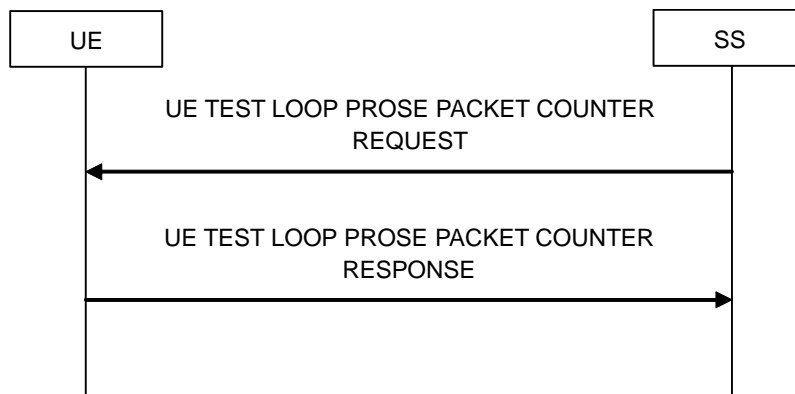 UE
SS
UE TEST LOOP PROSE PACKET COUNTER
REQUEST
UE TEST LOOP PROSE PACKET COUNTER
RESPONSE